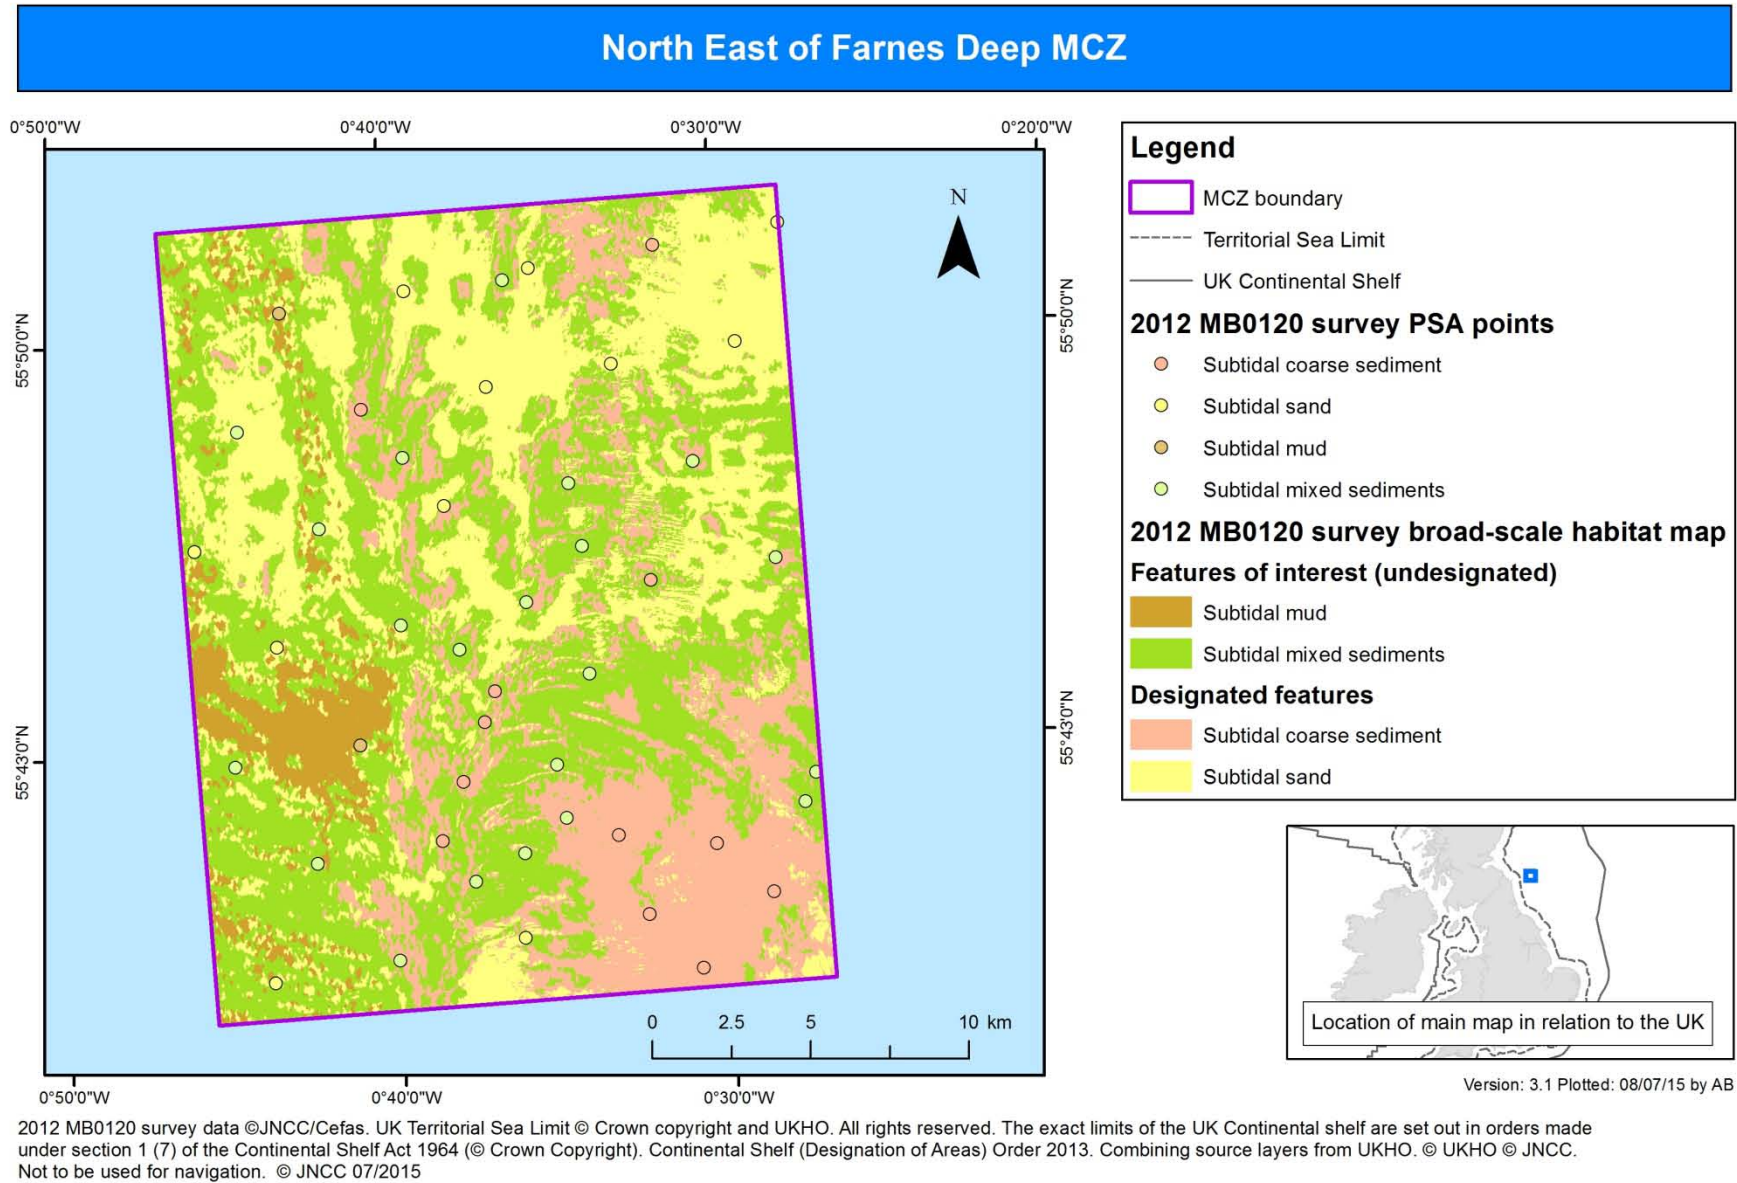 North East of Farnes Deep MCZ
0°50'0"W 0°40'0"W 0°30'0"W 0°20'0"W
N
55°50'0"N
55°50'0"N
55°43'0"N
55°43'0"N
0 2.5 5 10 km
0°50'0"W 0°40'0"W 0°30'0"W
Legend
MCZ boundary
Territorial Sea Limit
UK Continental Shelf
2012 MB0120 survey PSA points
Subtidal coarse sediment
Subtidal sand
Subtidal mud
Subtidal mixed sediments
2012 MB0120 survey broad-scale habitat map
Features of interest (undesignated)
Subtidal mud
Subtidal mixed sediments
Designated features
Subtidal coarse sediment
Subtidal sand
Location of main map in relation to the UK
Version: 3.1 Plotted: 08/07/15 by AB
2012 MB0120 survey data ©JNCC/Cefas. UK Territorial Sea Limit © Crown copyright and UKHO. All rights reserved. The exact limits of the UK Continental shelf are set out in orders made
under section 1 (7) of the Continental Shelf Act 1964 (© Crown Copyright). Continental Shelf (Designation of Areas) Order 2013. Combining source layers from UKHO. © UKHO © JNCC.
Not to be used for navigation. © JNCC 07/2015